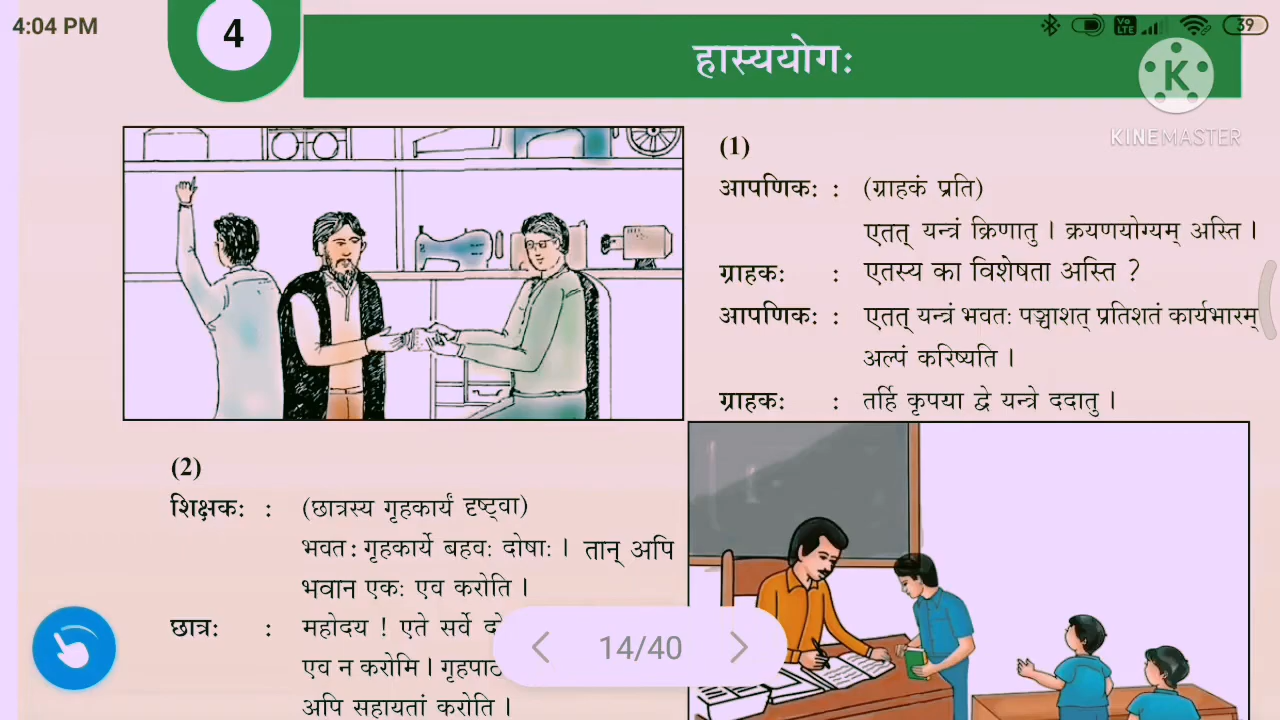 4:04 PM
39
4
हास्ययोगः
K
KINEMASTER
(1)
आपणिकः : (ग्राहकं प्रति)
एतत् यन्त्रं क्रिणातु । क्रयणयोग्यम् अस्ति ।
ग्राहकः : एतस्य का विशेषता अस्ति ?
आपणिकः : एतत् यन्त्रं भवतः पञ्चाशत् प्रतिशतं कार्यभारम्
अल्पं करिष्यति ।
ग्राहकः : तर्हि कृपया द्वे यन्त्रे ददातु ।
(2)
शिक्षकः : (छात्रस्य गृहकार्यं दृष्ट्वा)
भवतः गृहकार्ये बहवः दोषाः । तान् अपि
भवान एकः एव करोति ।
छात्रः : महोदय ! एते सर्वे
एव न करोमि ।
अपि सहायतां करोति ।
14/40